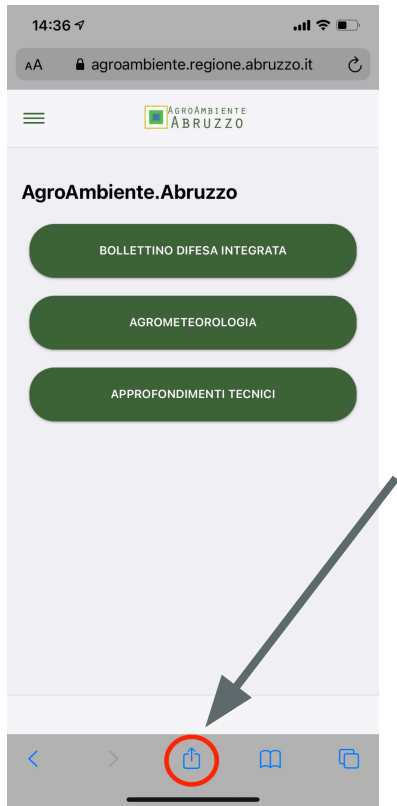 14:36
AA agroambiente.regione.abruzzo.it
AGROAMBIENTE
ABRUZZO
AgroAmbiente.Abruzzo
BOLLETTINO DIFESA INTEGRATA
AGROMETEOROLOGIA
APPROFONDIMENTI TECNICI